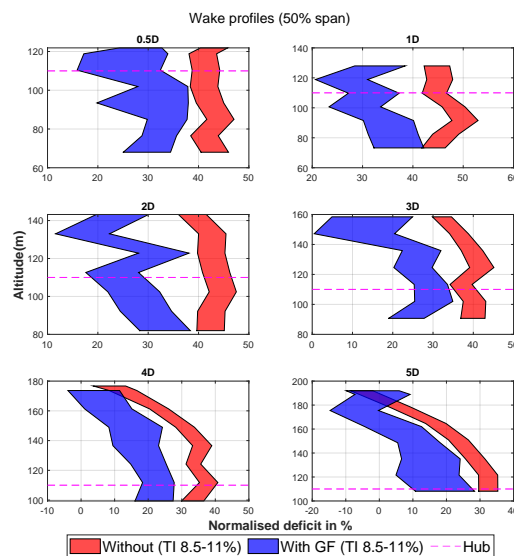 Wake profiles (50% span)
0.5D
1D
120
100
80
60
10 20 30 40 50
140
120
100
80
60
20 30 40 50 60
2D
3D
Altitude(m)
140
120
100
80
10 20 30 40 50
160
140
120
100
80
0 10 20 30 40 50
4D
5D
180
160
140
120
100
-10 0 10 20 30 40 50
200
180
160
140
120
100
-20 -10 0 10 20 30 40
Normalised deficit in %
Without (TI 8.5-11%) With GF (TI 8.5-11%) Hub